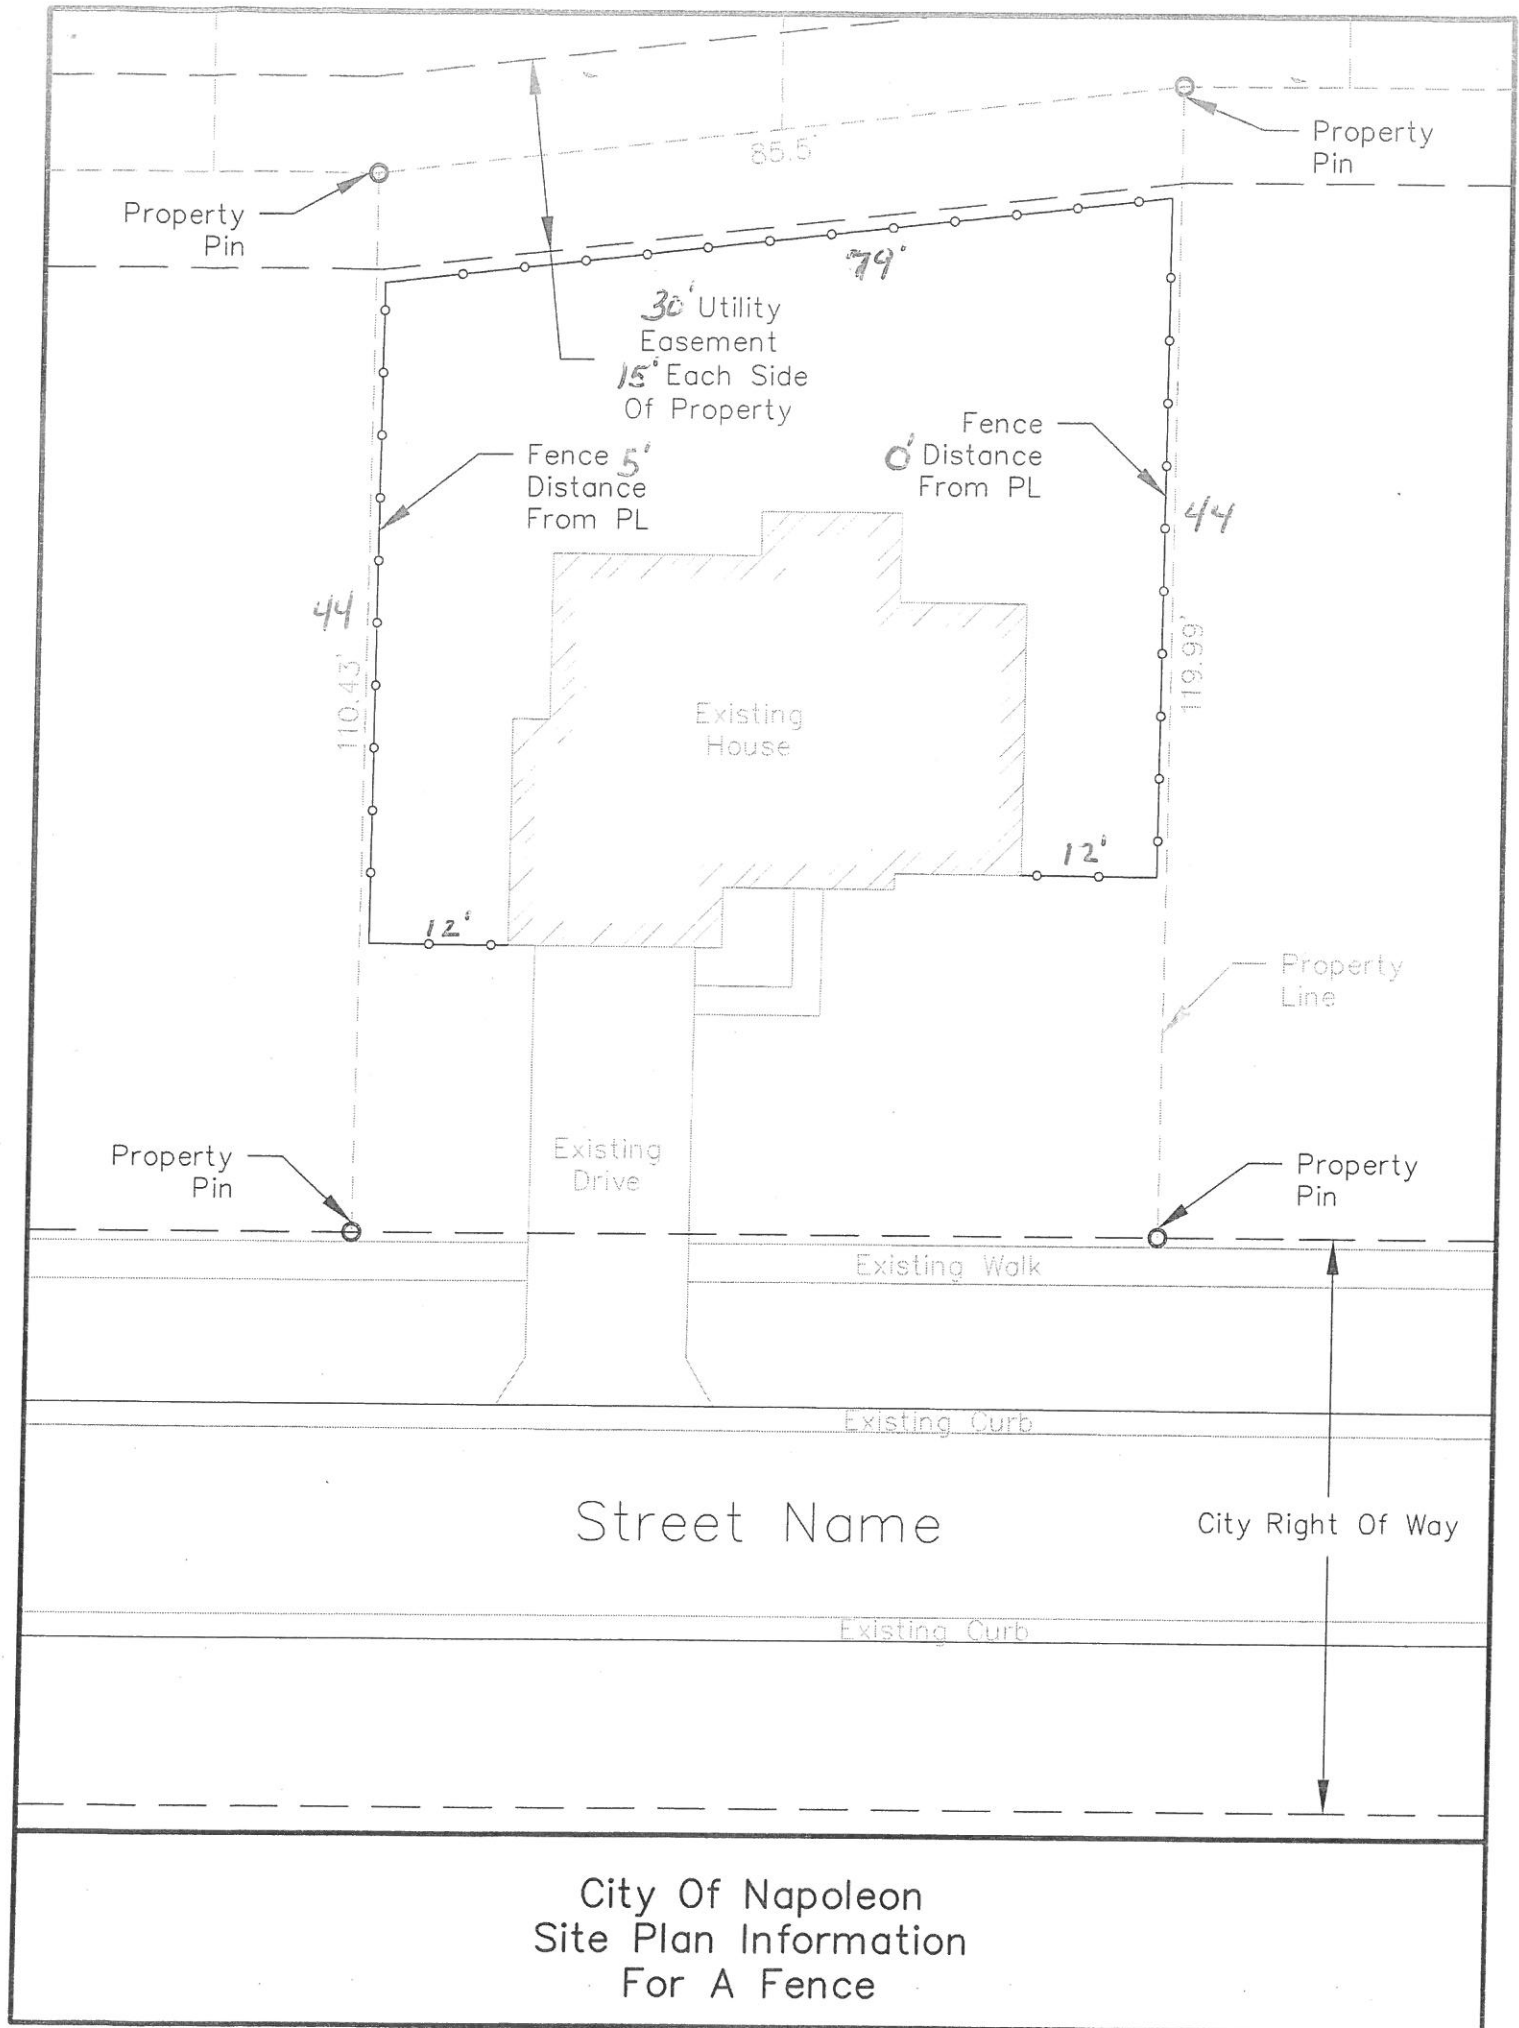 85.5'
Property
Pin
Property
Pin
79'
30' Utility
Easement
15' Each Side
Of Property
Fence 5'
Distance
From PL
Fence
0' Distance
From PL
44
44
110.43'
119.99'
Existing
House
12'
12'
Property
Line
Existing
Drive
Property
Pin
Property
Pin
Existing Walk
Existing Curb
Street Name
City Right Of Way
Existing Curb
City Of Napoleon
Site Plan Information
For A Fence